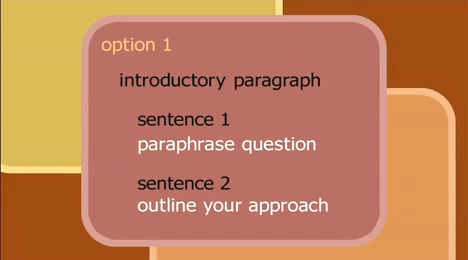 option 1
introductory paragraph
sentence 1
paraphrase question
sentence 2
outline your approach